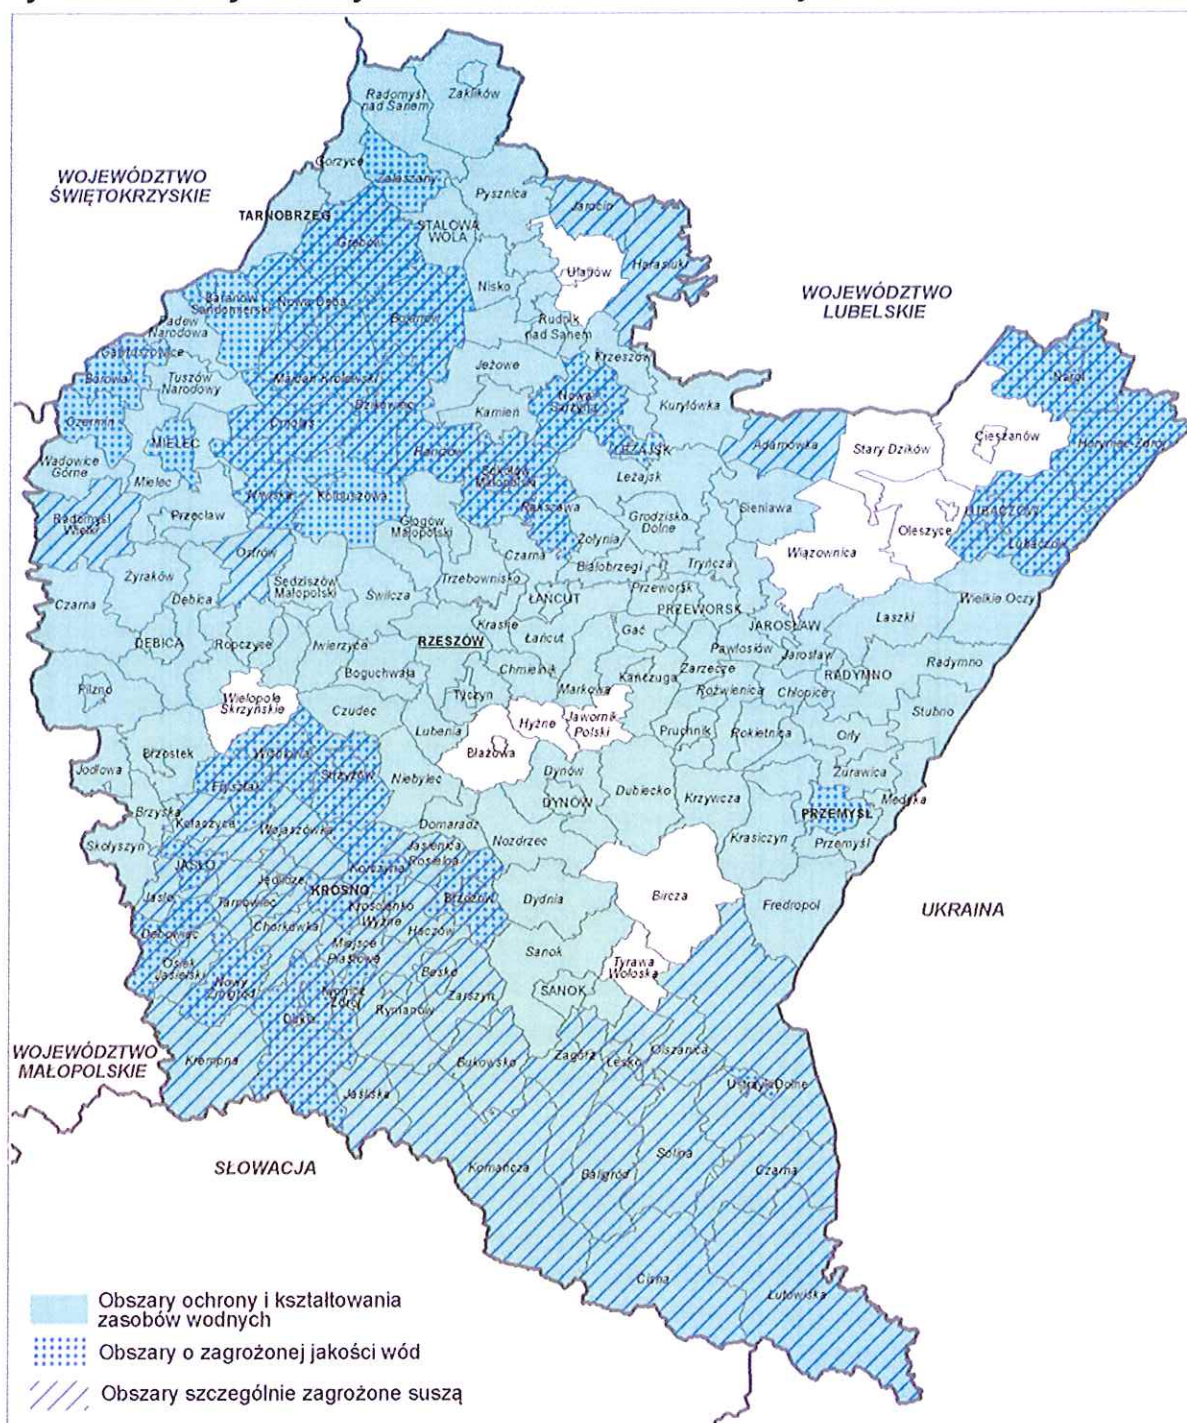 WOJEWÓDZTWO
ŚWIĘTOKRZYSKIE
Radomyśl
nad Sanem
Zaklików
Gorzyce
Zaleszany
Pysznica
TARNOBRZEG
STALOWA
WOLA
Jarocin
Grębów
Harasiuki
Ulanów
Nisko
WOJEWÓDZTWO
LUBELSKIE
Baranów
Sandomierski
Nowa Dęba
Bojanów
Rudnik
nad Sanem
Padew
Narodowa
Gawłuszowice
Krzeszów
Jeżowe
Borowa
Tuszów
Narodowy
Majdan Królewski
Narol
Dzikowiec
Kamień
Nowa
Sarzyna
Kuryłówka
Czermin
Cmolas
Horyniec-Zdrój
Cieszanów
MIELEC
Adamówka
Stary Dzików
Raniżów
LEŻAJSK
Wadowice
Górne
Mielec
Sokołów
Małopolski
Leżajsk
Niwiska
Kolbuszowa
Rakszawa
Sieniawa
LUBACZÓW
Radomyśl
Wielki
Przecław
Głogów
Małopolski
Grodzisko
Dolne
Oleszyce
Żołynia
Lubaczów
Ostrów
Czarna
Wiązownica
Żyraków
Sędziszów
Małopolski
Trzebownisko
Białobrzegi
Tryńcza
Czarna
Dębica
Świlcza
ŁAŃCUT
Przeworsk
Wielkie Oczy
PRZEWORSK
Laszki
Krasne
JAROSŁAW
DĘBICA
Ropczyce
Iwierzyce
RZESZÓW
Łańcut
Gać
Pawłosiów
Jarosław
Radymno
Boguchwała
Chmielnik
Kańczuga
Zarzecze
RADYMNO
Pilzno
Wielopole
Skrzyńskie
Tyczyn
Markowa
Roźwienica
Chłopice
Czudec
Hyżne
Jawornik
Polski
Stubno
Lubenia
Pruchnik
Rokietnica
Orły
Brzostek
Wiśniowa
Błażowa
Jodłowa
Strzyżów
Niebylec
Dynów
Żurawica
Frysztak
DYNÓW
Dubiecko
Krzywcza
Medyka
Brzyska
Kołaczyce
PRZEMYŚL
Wojaszówka
Domaradz
Nozdrzec
Krasiczyn
Przemyśl
Skołyszyn
Jasienica
Rosielna
JASŁO
Korczyna
Jedlicze
KROSNO
Brzozów
Bircza
Jasło
Tarnowiec
Krościenko
Wyżne
Dydnia
Fredropol
UKRAINA
Chorkówka
Haczów
Dębowiec
Miejsce
Piastowe
Osiek
Jasielski
Sanok
Besko
Tyrawa
Wołoska
Nowy
Żmigród
Iwonicz
Zdrój
Zarszyn
SANOK
Dukla
Rymanów
WOJEWÓDZTWO
MAŁOPOLSKIE
Krempna
Bukowsko
Zagórz
Lesko
Olszanica
Ustrzyki Dolne
Jaśliska
SŁOWACJA
Komańcza
Baligród
Solina
Czarna
Cisna
Lutowiska
Obszary ochrony i kształtowania
zasobów wodnych
Obszary o zagrożonej jakości wód
Obszary szczególnie zagrożone suszą